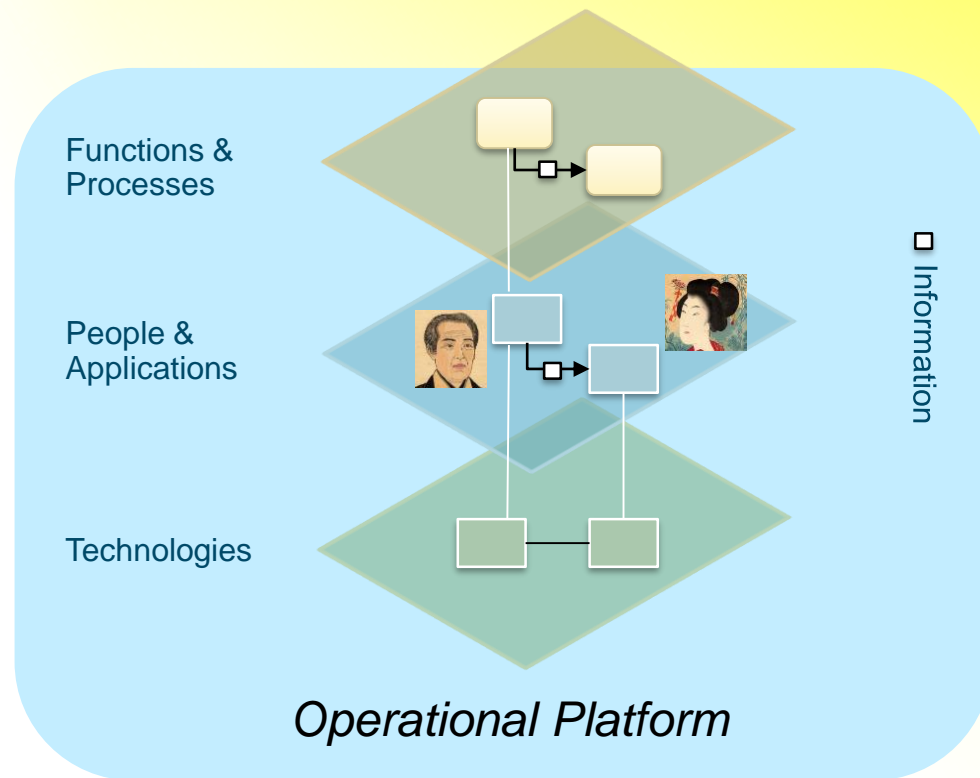 Functions &
Processes
Information
People &
Applications
Technologies
Operational Platform